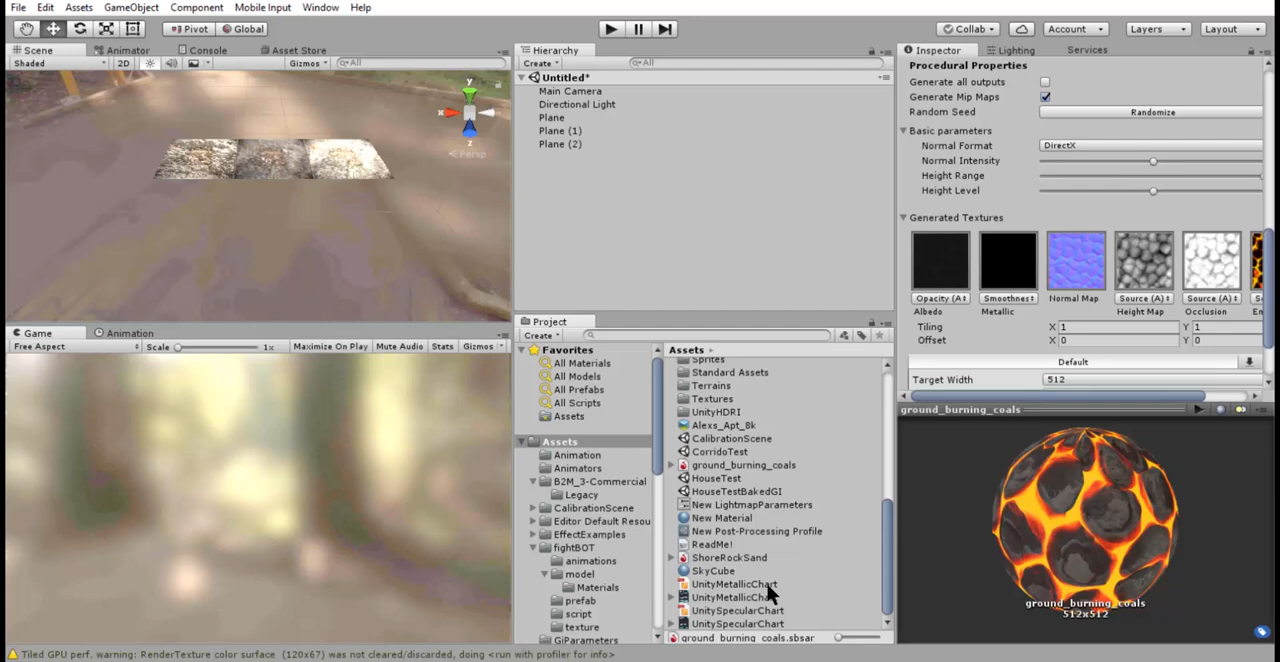 File Edit Assets GameObject Component Mobile Input Window Help
Pivot Global Collab Account Layers Layout
Scene Animator Console Asset Store
Shaded 2D Gizmos All
y
x
z
Persp
Game Animation
Free Aspect Scale 1x Maximize On Play Mute Audio Stats Gizmos
Hierarchy
Create All
Untitled*
Main Camera
Directional Light
Plane
Plane (1)
Plane (2)
Project
Create
Favorites
All Materials
All Models
All Prefabs
All Scripts
Assets
Assets
Animation
Animators
B2M_3-Commercial
Legacy
CalibrationScene
Editor Default Resou
EffectExamples
fightBOT
animations
model
Materials
prefab
script
texture
GiParameters
Assets
Sprites
Standard Assets
Terrains
Textures
UnityHDRI
Alexs_Apt_8k
CalibrationScene
CorridoTest
ground_burning_coals
HouseTest
HouseTestBakedGI
New LightmapParameters
New Material
New Post-Processing Profile
ReadMe!
ShoreRockSand
SkyCube
UnityMetallicChart
UnityMetallicChart
UnitySpecularChart
UnitySpecularChart
ground_burning_coals.sbsar
Inspector Lighting Services
Procedural Properties
Generate all outputs
Generate Mip Maps
Random Seed Randomize
Basic parameters
Normal Format DirectX
Normal Intensity
Height Range
Height Level
Generated Textures
Opacity (A Smoothnes Normal Map Source (A) Source (A)
Albedo Metallic Height Map Occlusion Em
Tiling X 1 Y 1
Offset X 0 Y 0
Default
Target Width 512
ground_burning_coals
ground_burning_coals
512x512
Tiled GPU perf. warning: RenderTexture color surface (120x67) was not cleared/discarded, doing <run with profiler for info>